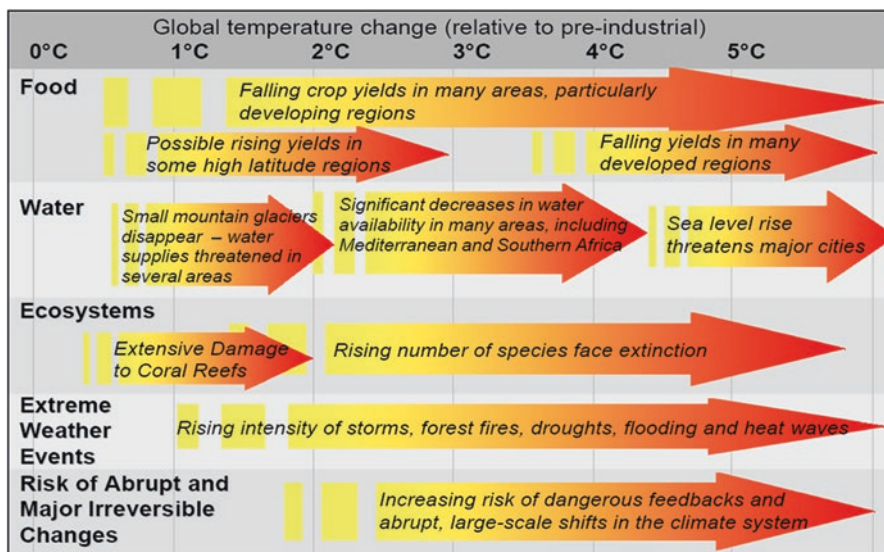 Global temperature change (relative to pre-industrial)
0°C 1°C 2°C 3°C 4°C 5°C
Food
Falling crop yields in many areas, particularly
developing regions
Possible rising yields in
some high latitude regions
Falling yields in many
developed regions
Water
Small mountain glaciers
disappear – water
supplies threatened in
several areas
Significant decreases in water
availability in many areas, including
Mediterranean and Southern Africa
Sea level rise
threatens major cities
Ecosystems
Extensive Damage
to Coral Reefs
Rising number of species face extinction
Extreme
Weather
Events
Rising intensity of storms, forest fires, droughts, flooding and heat waves
Risk of Abrupt and
Major Irreversible
Changes
Increasing risk of dangerous feedbacks and
abrupt, large-scale shifts in the climate system